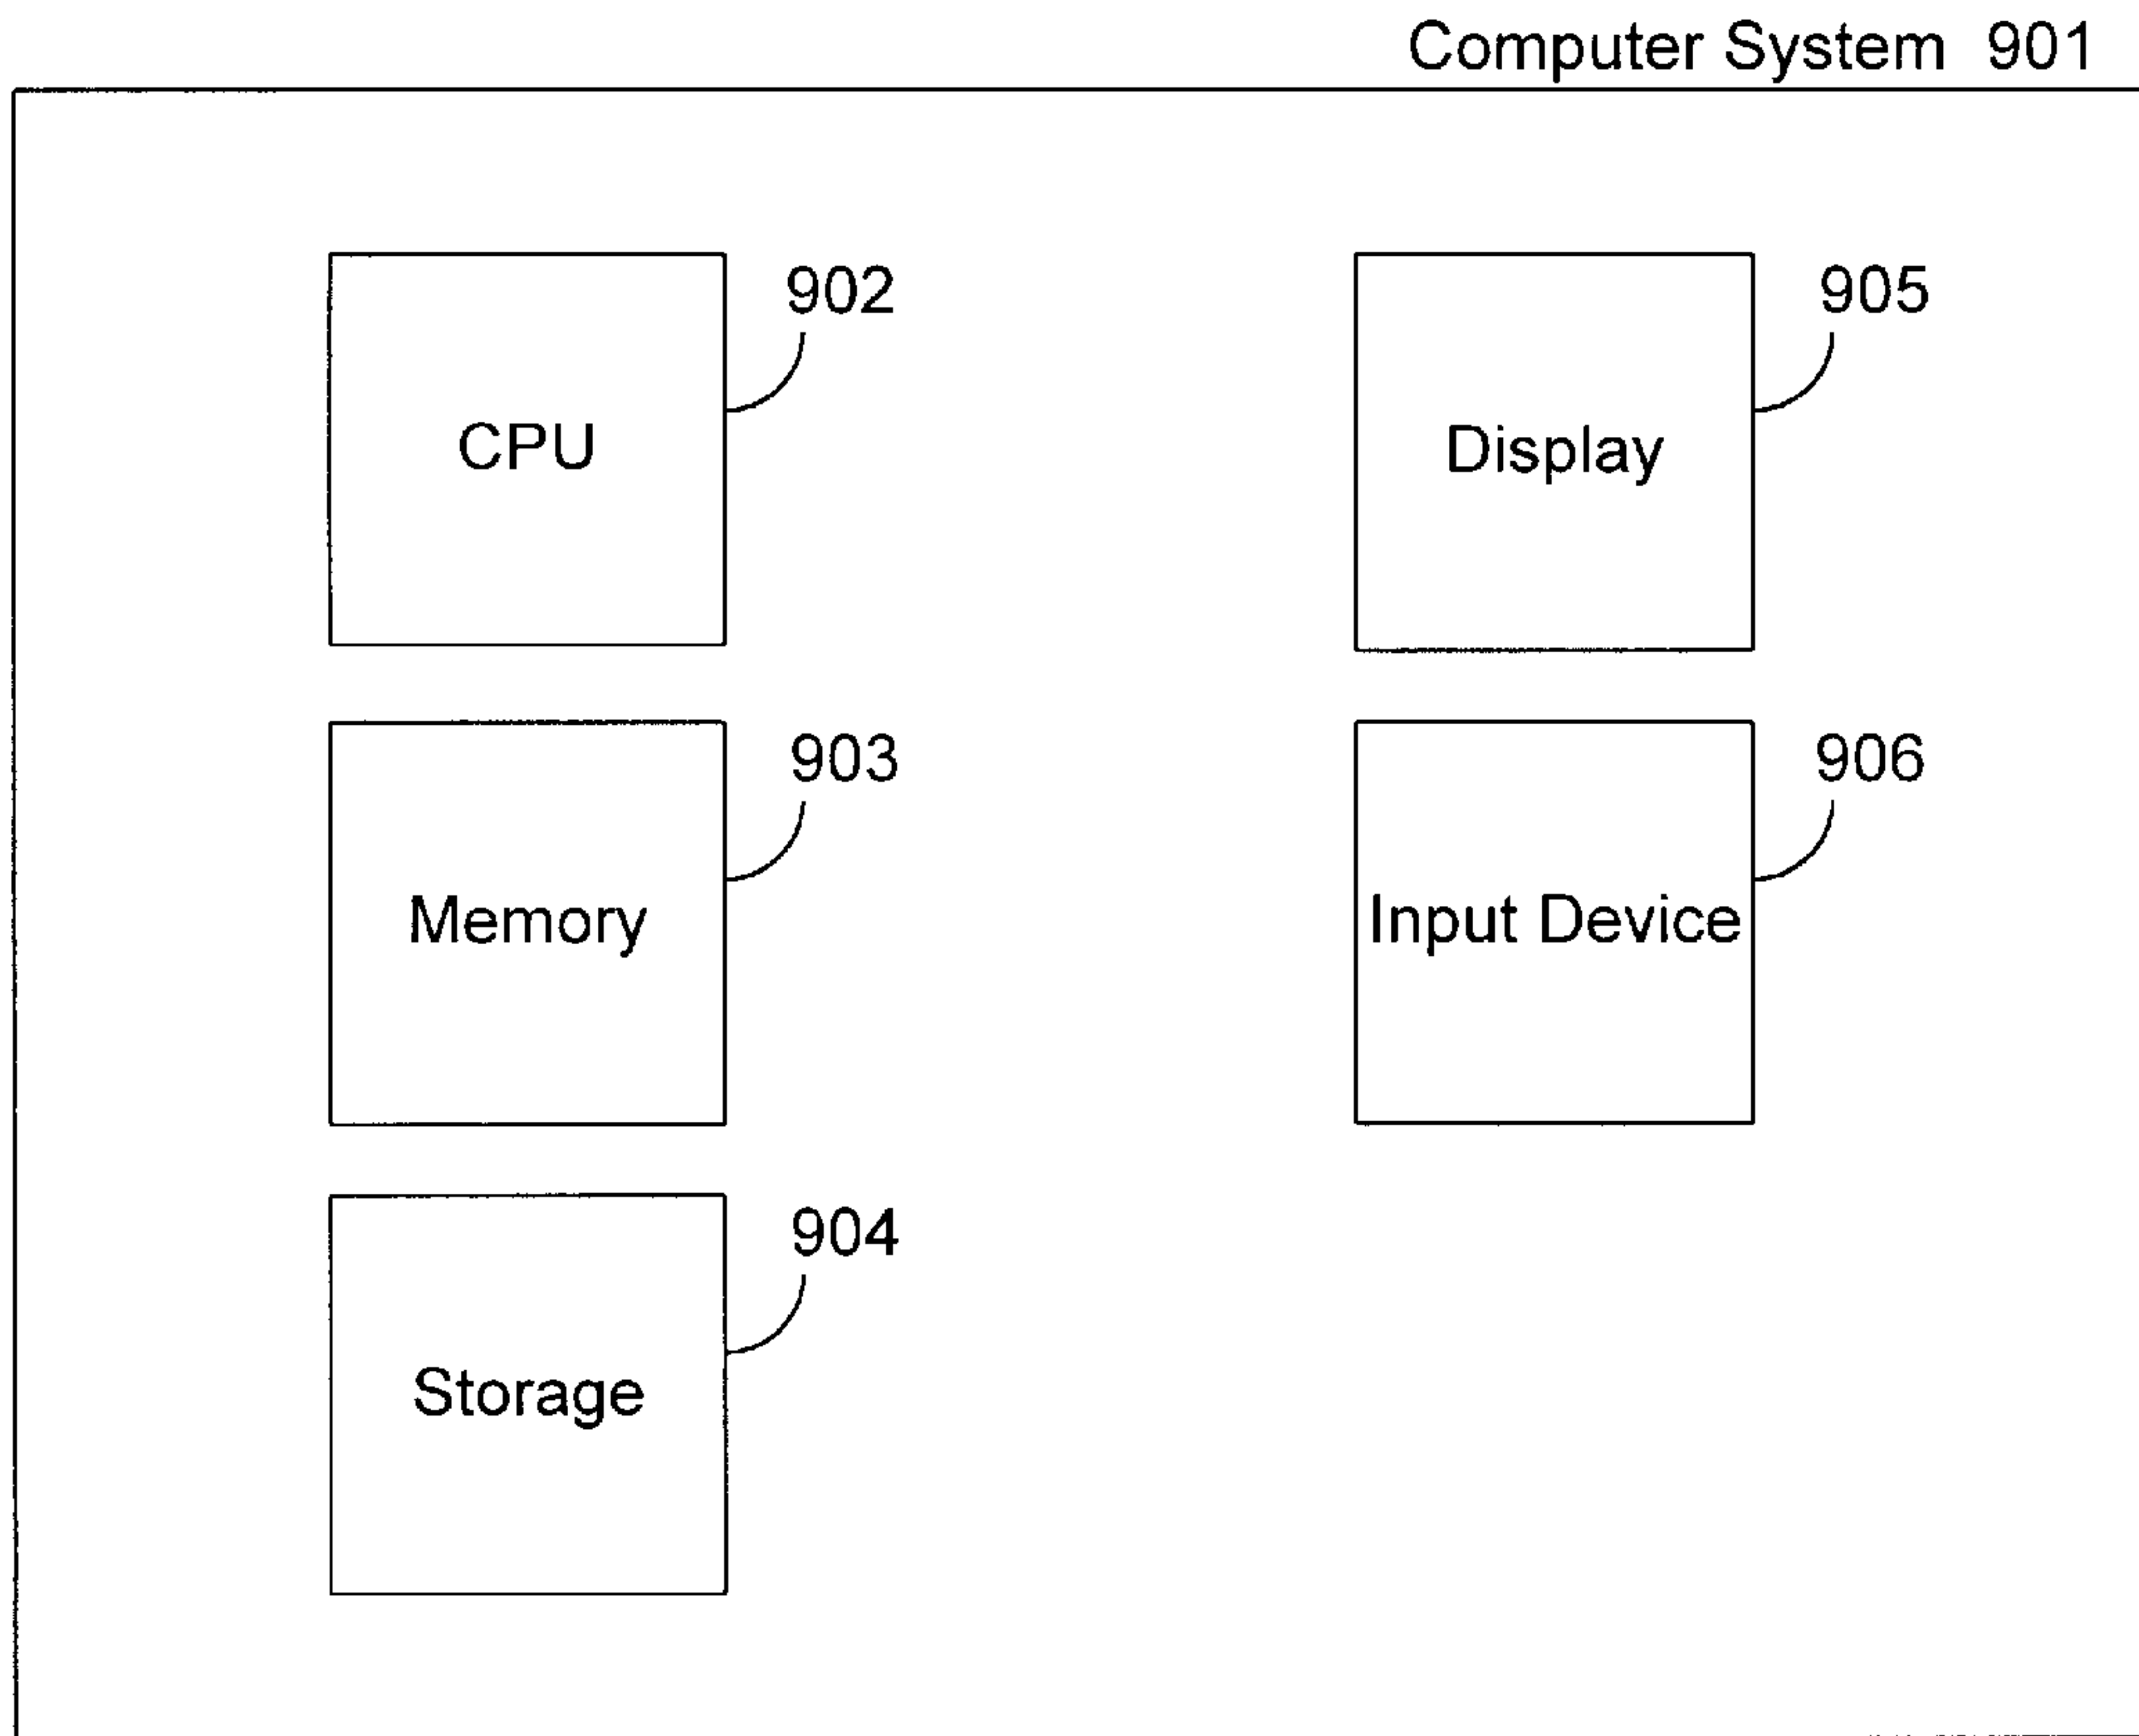 Computer System 901
902
CPU
905
Display
903
Memory
906
Input Device
904
Storage